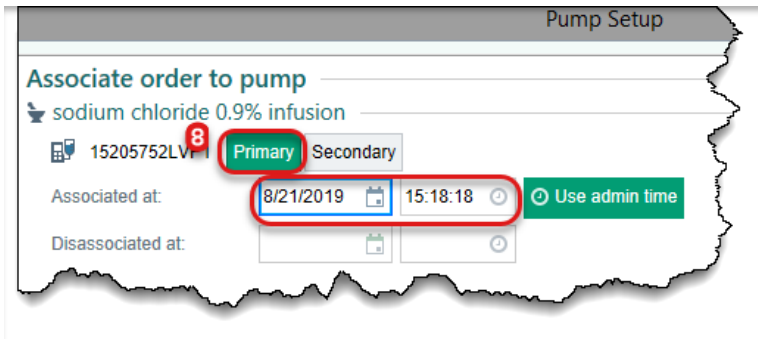 Pump Setup
Associate order to pump
sodium chloride 0.9% infusion
8
15205752LVP1 Primary Secondary
Associated at: 8/21/2019 15:18:18 Use admin time
Disassociated at: